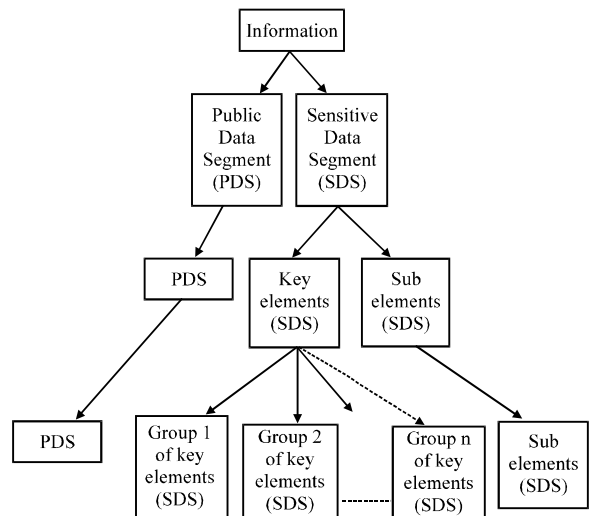 Information
Public
Data
Segment
(PDS)
Sensitive
Data
Segment
(SDS)
PDS
Key
elements
(SDS)
Sub
elements
(SDS)
PDS
Group 1
of key
elements
(SDS)
Group 2
of key
elements
(SDS)
Group n
of key
elements
(SDS)
Sub
elements
(SDS)